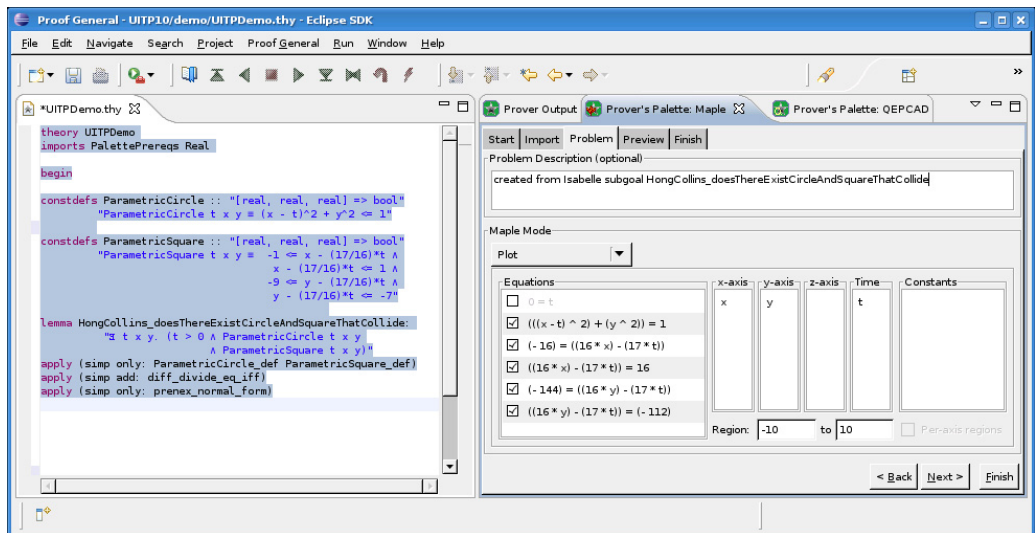 Proof General - UITP10/demo/UITPDemo.thy - Eclipse SDK
File Edit Navigate Search Project Proof General Run Window Help
*UITPDemo.thy
theory UITPDemo
imports PalettePrereqs Real
begin
constdefs ParametricCircle :: "[real, real, real] => bool"
"ParametricCircle t x y ≡ (x - t)^2 + y^2 <= 1"
constdefs ParametricSquare :: "[real, real, real] => bool"
"ParametricSquare t x y ≡ -1 <= x - (17/16)*t ∧
x - (17/16)*t <= 1 ∧
-9 <= y - (17/16)*t ∧
y - (17/16)*t <= -7"
lemma HongCollins_doesThereExistCircleAndSquareThatCollide:
"∃ t x y. (t > 0 ∧ ParametricCircle t x y
∧ ParametricSquare t x y)"
apply (simp only: ParametricCircle_def ParametricSquare_def)
apply (simp add: diff_divide_eq_iff)
apply (simp only: prenex_normal_form)
Prover Output Prover's Palette: Maple Prover's Palette: QEPCAD
Start Import Problem Preview Finish
Problem Description (optional)
created from Isabelle subgoal HongCollins_doesThereExistCircleAndSquareThatCollide
Maple Mode
Plot
Equations x-axis y-axis z-axis Time Constants
0 = t x y t
(((x - t) ^ 2) + (y ^ 2)) = 1
(- 16) = ((16 * x) - (17 * t))
((16 * x) - (17 * t)) = 16
(- 144) = ((16 * y) - (17 * t))
((16 * y) - (17 * t)) = (- 112)
Region: -10 to 10 Per-axis regions
< Back Next > Finish